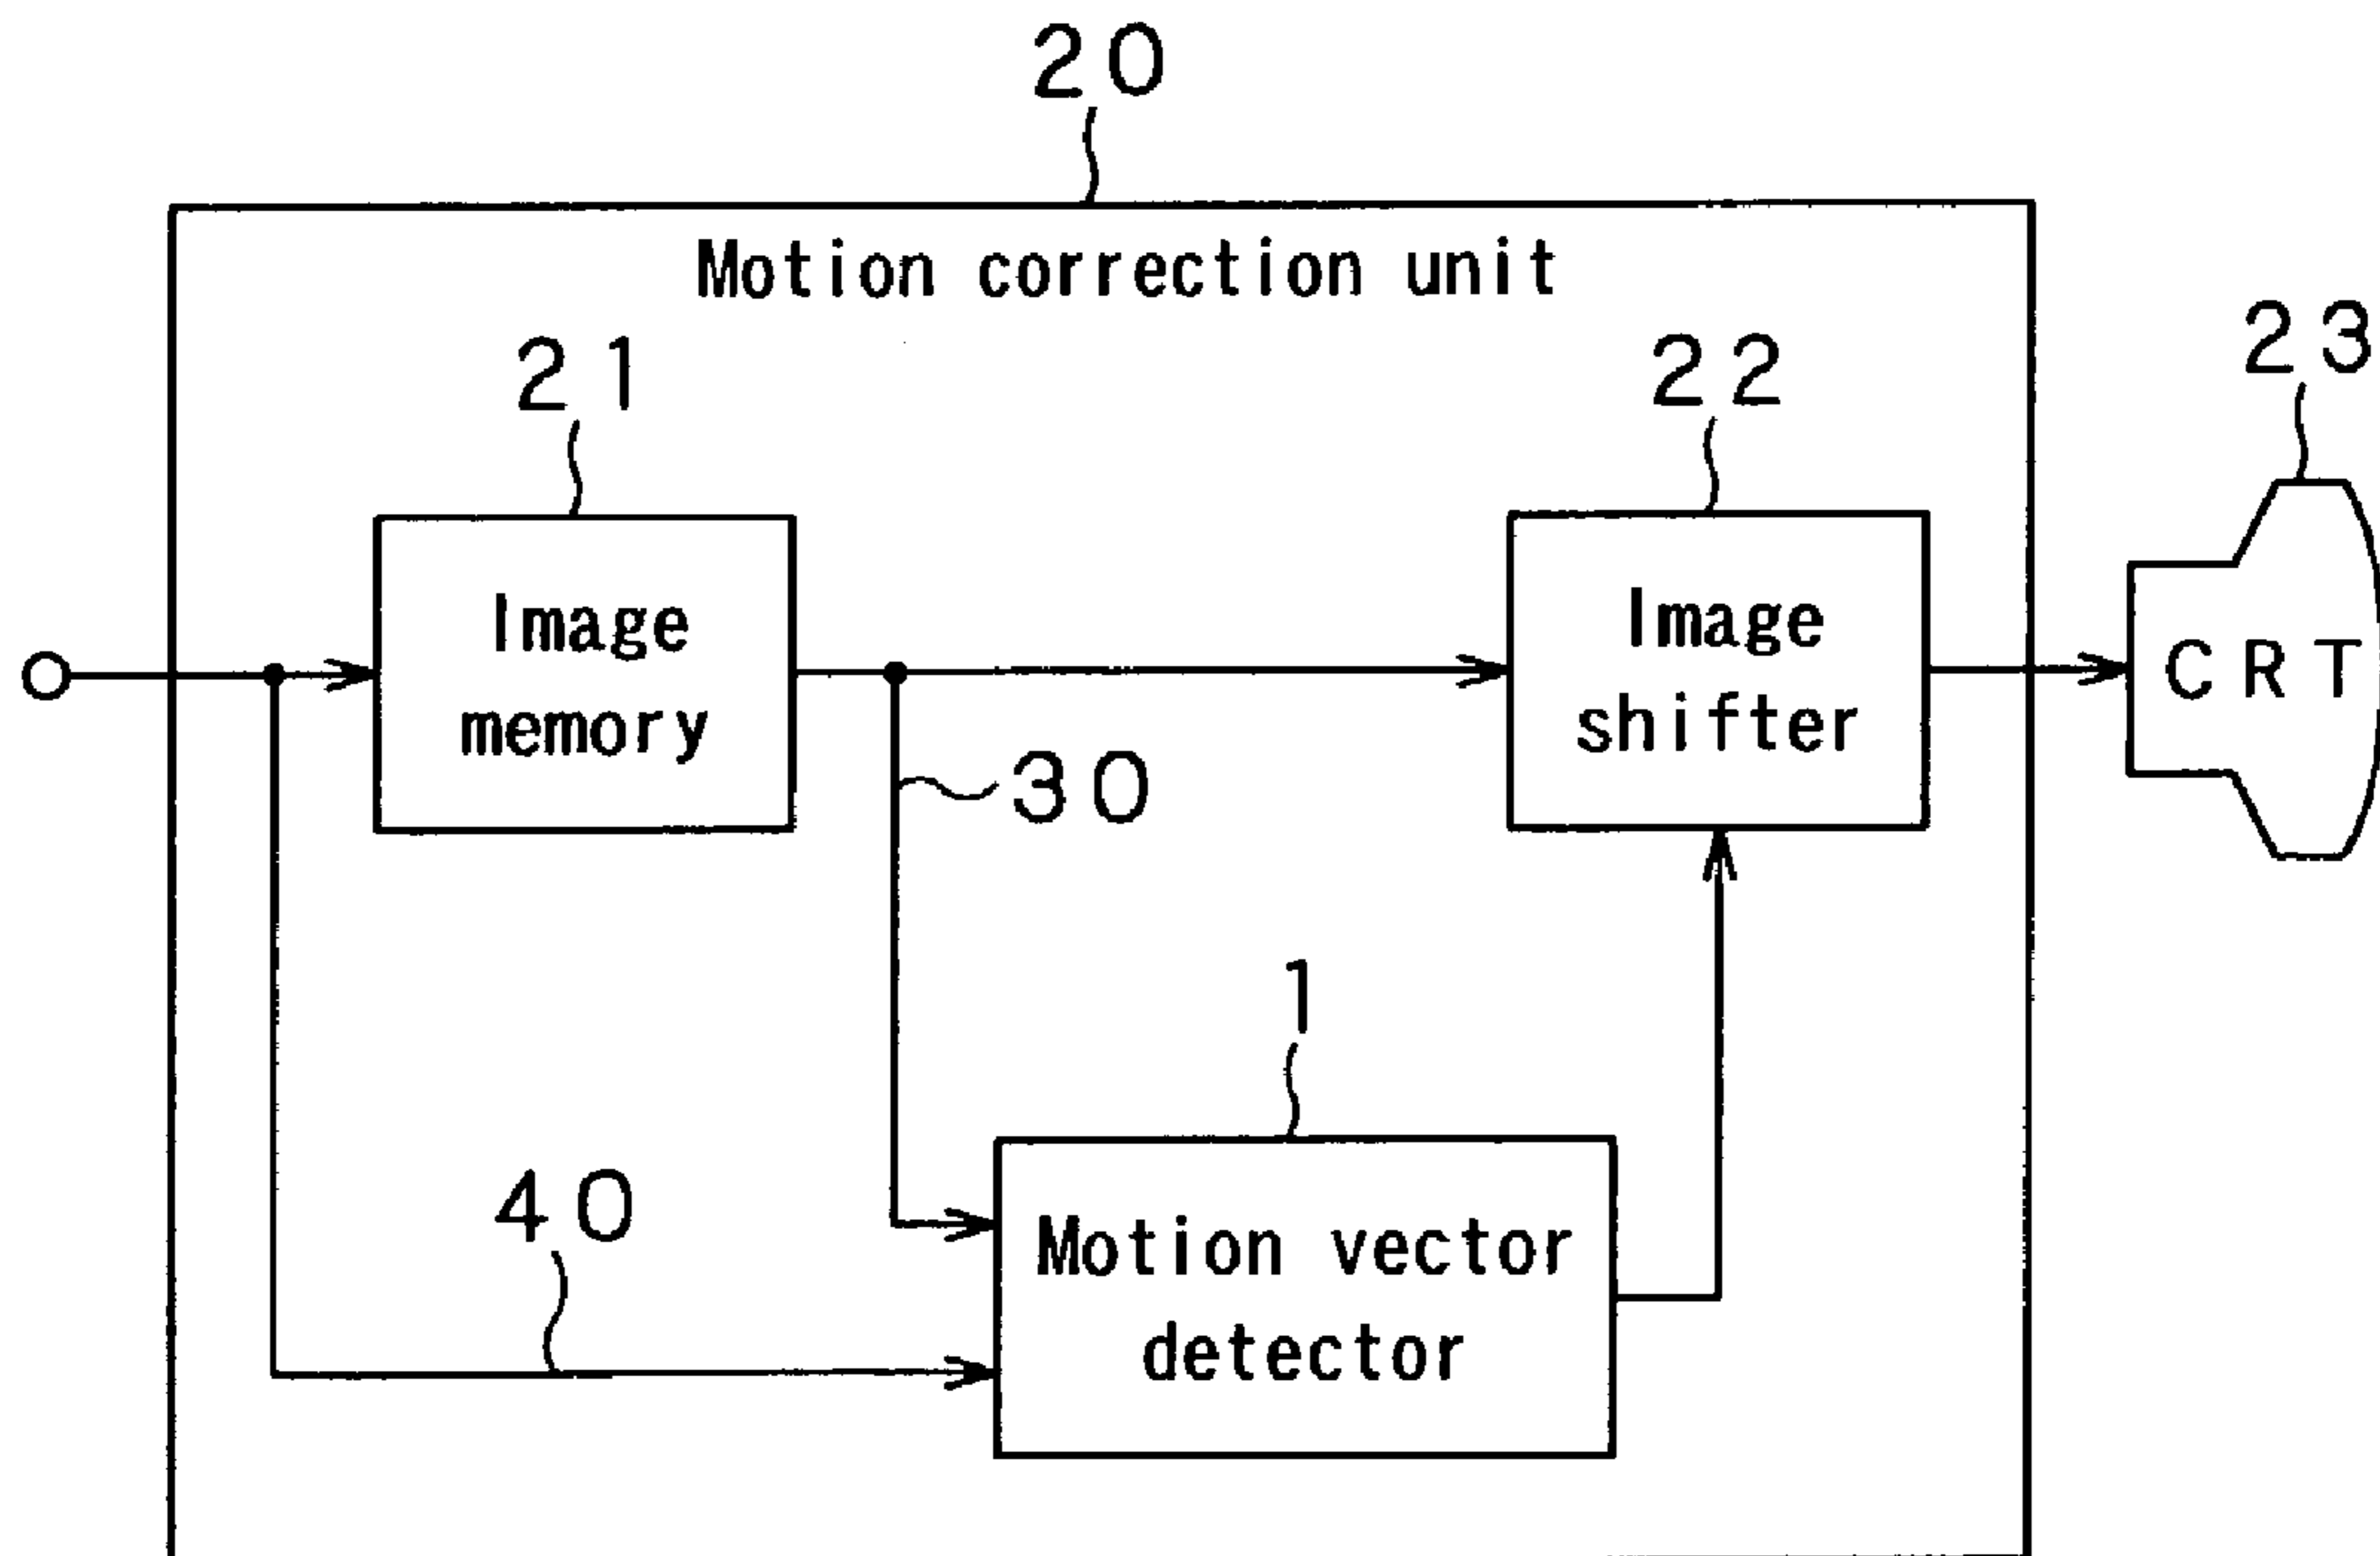 20
Motion correction unit
21
22
23
Image
memory
Image
shifter
CRT
30
1
40
Motion vector
detector